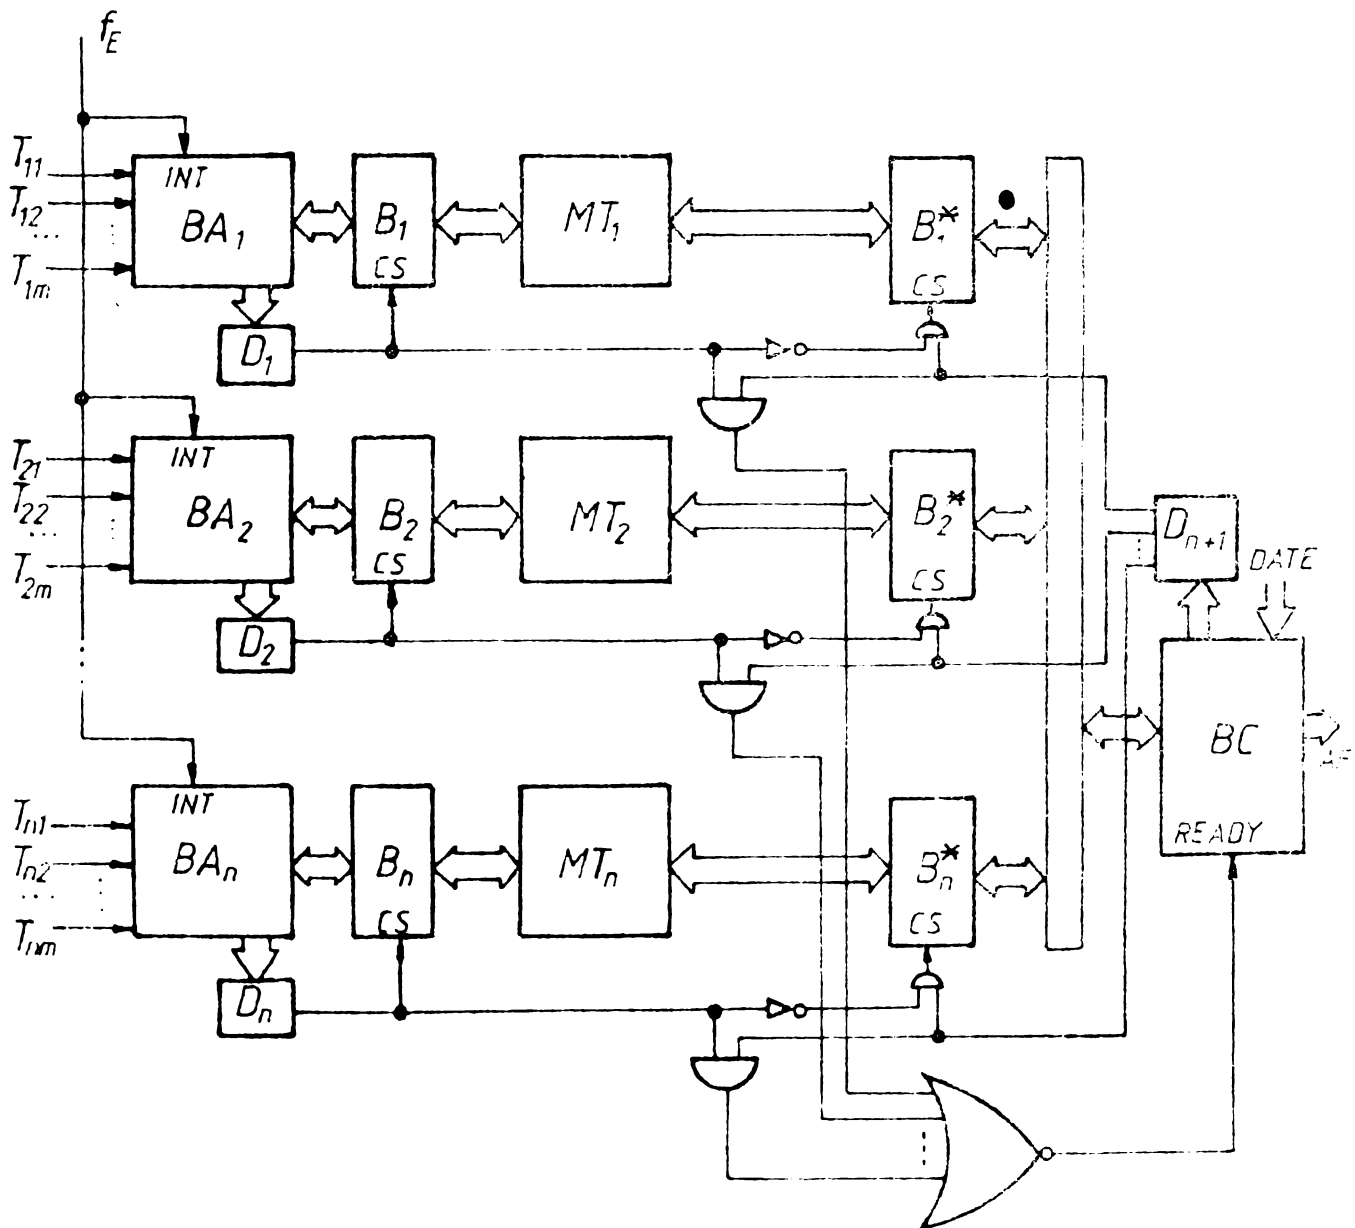 f_E
T_11
T_12
...
T_1m
INT
BA_1
B_1
CS
MT_1
B_1*
CS
D_1
T_21
T_22
...
T_2m
INT
BA_2
B_2
CS
MT_2
B_2*
CS
D_2
D_n+1
DATE
BC
READY
T_n1
T_n2
...
T_nm
INT
BA_n
B_n
CS
MT_n
B_n*
CS
D_n